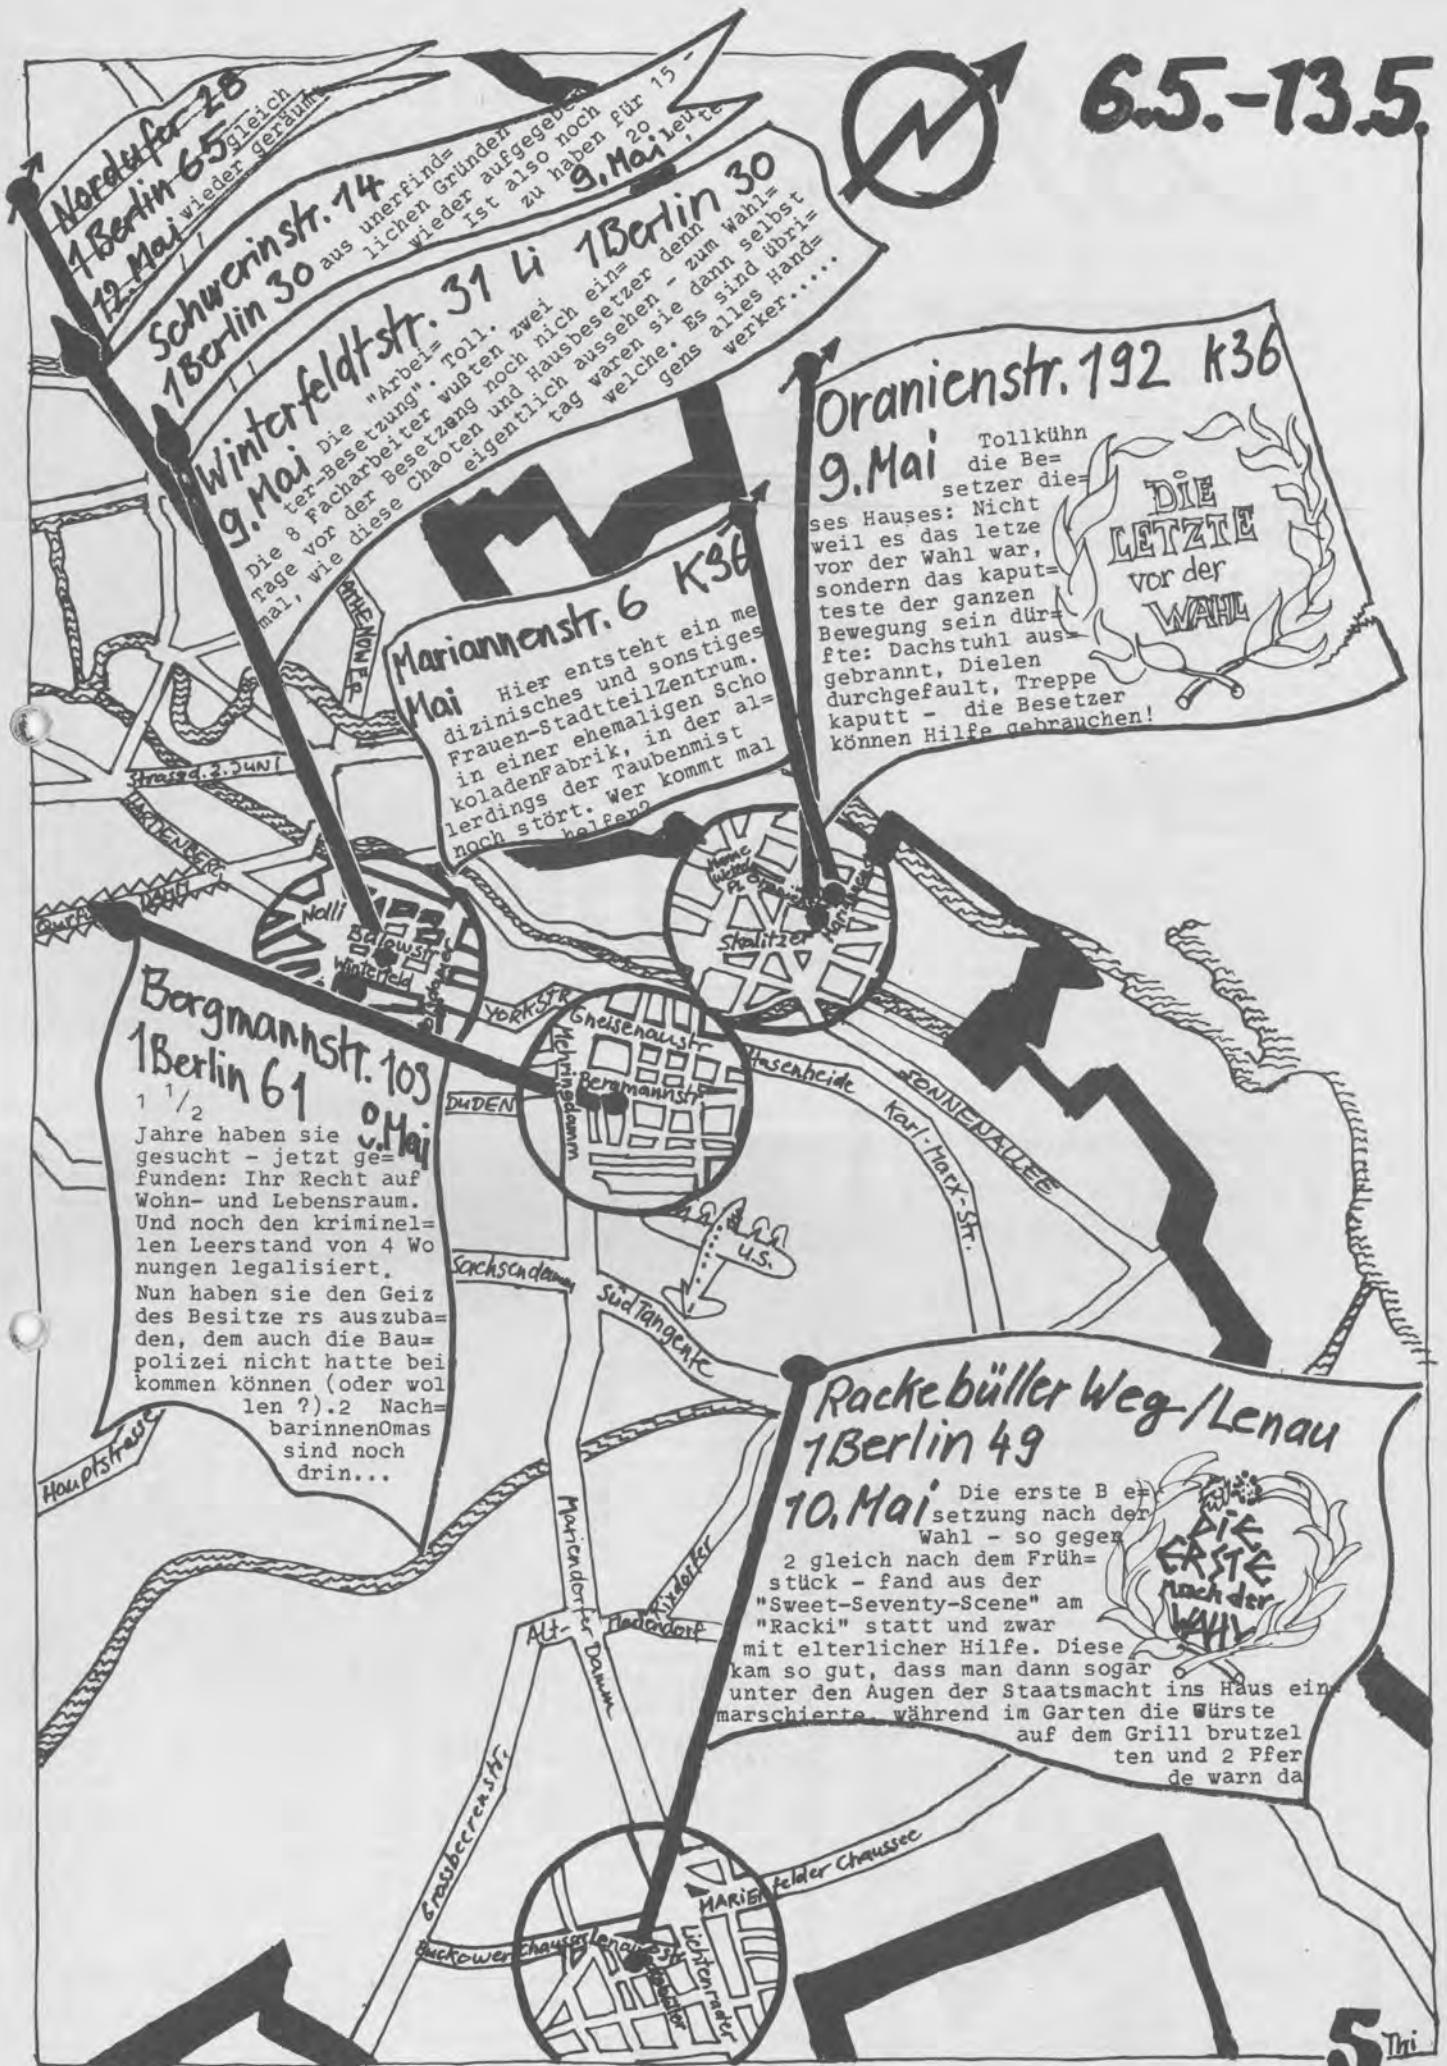 6.5.-13.5.
Nordufer 28
1 Berlin 65 gleich
12. Mai wieder geräumt
Schwerinstr. 14
1 Berlin 30 aus unerfind=
lichen Gründen
wieder aufgegeben
Ist also noch
zu haben für 15 -
20 Leu
te
9. Mai
Winterfeldtstr. 31 Li 1 Berlin 30
9. Mai Die "Arbei=
ter-Besetzung". Toll.
Die 8 Facharbeiter wußten zwei
Tage vor der Besetzung noch nich ein=
mal, wie diese Chaoten und Hausbesetzer denn
eigentlich aussehen - zum Wahl=
tag waren sie dann selbst
welche. Es sind übri=
gens alles Hand=
werker.....
Oranienstr. 192 K36
9. Mai Tollkühn
die Be=
setzer die=
ses Hauses: Nicht
weil es das letze
vor der Wahl war,
sondern das kaput=
teste der ganzen
Bewegung sein dür=
fte: Dachstuhl aus=
gebrannt, Dielen
durchgefault, Treppe
kaputt - die Besetzer
können Hilfe gebrauchen!
DIE
LETZTE
vor der
WAHL
Mariannenstr. 6 K36
Mai Hier entsteht ein me
dizinisches und sonstiges
Frauen-StadtteilZentrum.
in einer ehemaligen Scho
koladenFabrik, in der al=
lerdings der Taubenmist
noch stört. Wer kommt mal
helfen?
Strasse d. 2. JUNI
HARDENBERG
DAMM
Nolli
Bülowstr
Winterfeld
Skalitzer
YORKSTR
Gneisenaustr
Mehringdamm
Bergmannstr.
DUDEN
Hasenheide
Karl-Marx-Str.
SONNENALLEE
Bergmannstr. 109
1 Berlin 61
9. Mai
1 1/2
Jahre haben sie
gesucht - jetzt ge=
funden: Ihr Recht auf
Wohn- und Lebensraum.
Und noch den kriminel=
len Leerstand von 4 Wo
nungen legalisiert.
Nun haben sie den Geiz
des Besitze rs auszuba=
den, dem auch die Bau=
polizei nicht hatte bei
kommen können (oder wol
len ?).2 Nach=
barinnenOmas
sind noch
drin...
U.S.
Sachsendamm
Süd Tangente
Hauptstrasse
Rackebüller Weg/Lenau
1 Berlin 49
10. Mai Die erste B e=
setzung nach der
Wahl - so gegen
2 gleich nach dem Früh=
stück - fand aus der
"Sweet-Seventy-Scene" am
"Racki" statt und zwar
mit elterlicher Hilfe. Diese
kam so gut, dass man dann sogar
unter den Augen der Staatsmacht ins Haus ein
marschierte, während im Garten die Würste
auf dem Grill brutzel
ten und 2 Pfer
de warn da
DIE
ERSTE
nach der
WAHL
Mariendorfer Damm
Rixdorfer
Alt-
Grossbeerenstr.
MARIENfelder Chaussee
Buckower
Lenau
Lichtenrader
5
Thi